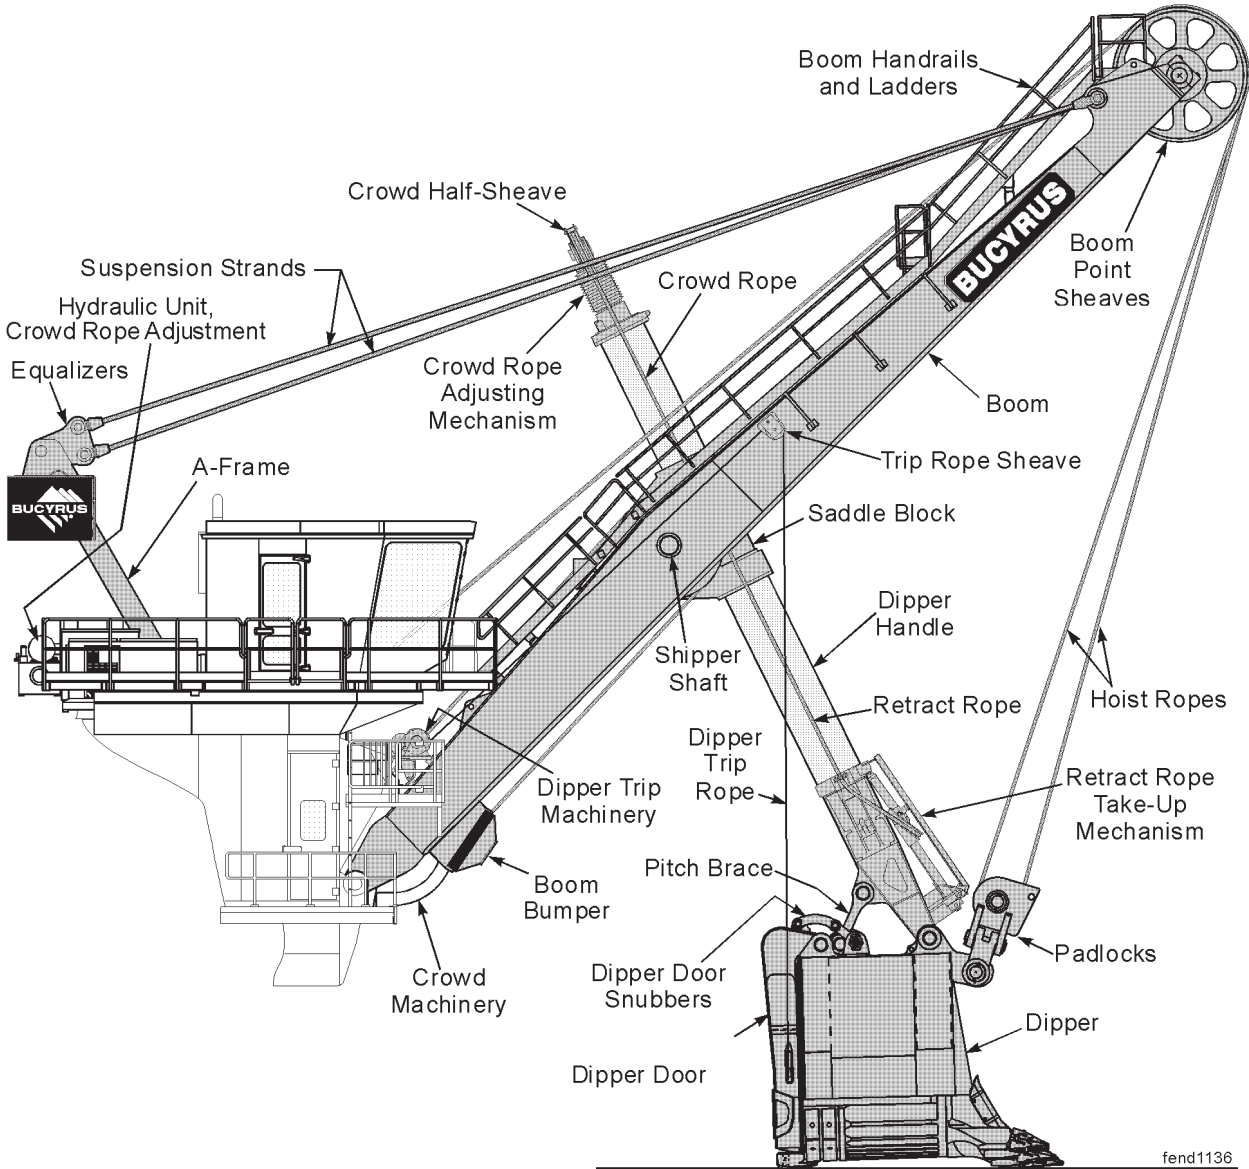 Boom Handrails
and Ladders
Crowd Half-Sheave
Suspension Strands
Hydraulic Unit,
Crowd Rope Adjustment
Equalizers
Crowd Rope
Crowd Rope
Adjusting
Mechanism
BUCYRUS
Boom
Point
Sheaves
Boom
A-Frame
BUCYRUS
Trip Rope Sheave
Saddle Block
Dipper
Handle
Shipper
Shaft
Retract Rope
Hoist Ropes
Dipper
Trip
Rope
Dipper Trip
Machinery
Retract Rope
Take-Up
Mechanism
Pitch Brace
Boom
Bumper
Crowd
Machinery
Dipper Door
Snubbers
Padlocks
Dipper
Dipper Door
fend1136